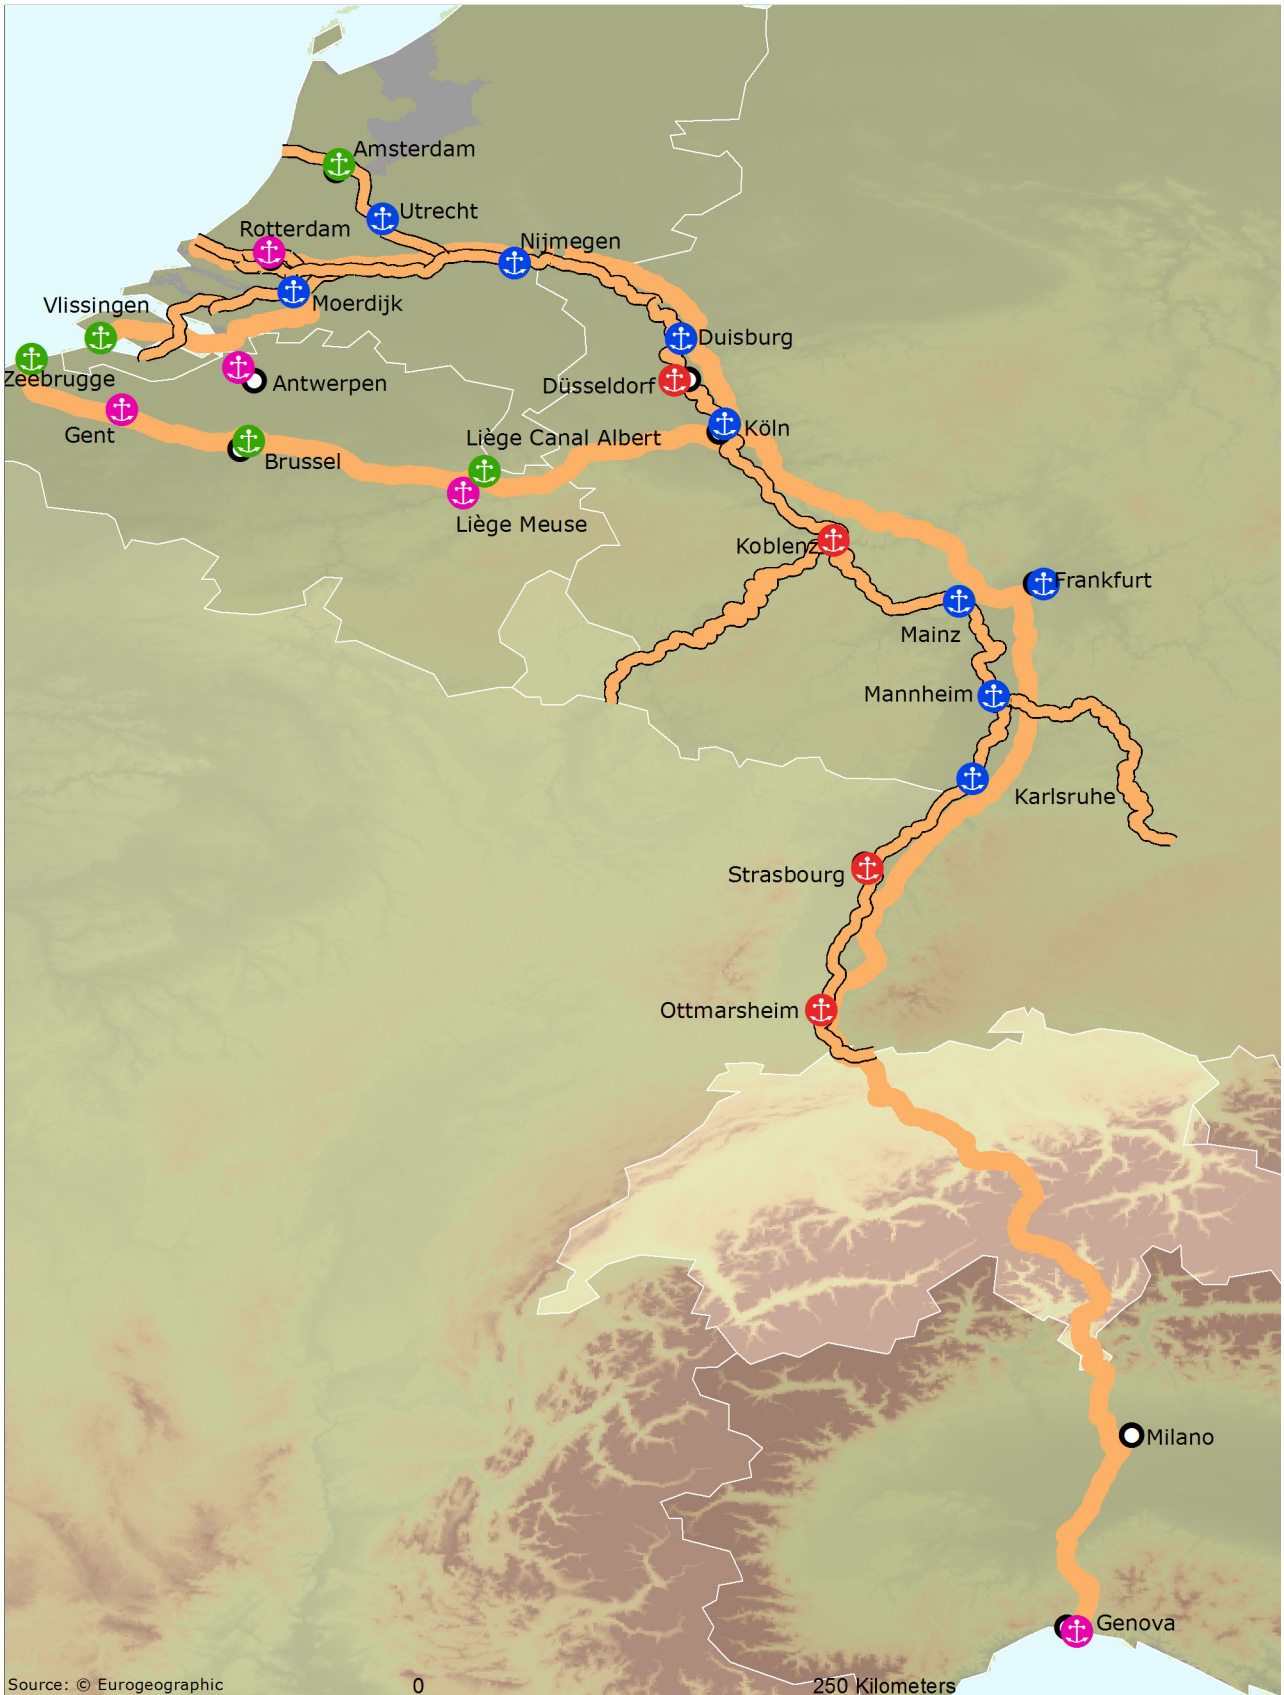 Amsterdam
Utrecht
Rotterdam
Nijmegen
Vlissingen
Moerdijk
Duisburg
Zeebrugge
Antwerpen
Düsseldorf
Gent
Köln
Liège Canal Albert
Brussel
Liège Meuse
Koblenz
Frankfurt
Mainz
Mannheim
Karlsruhe
Strasbourg
Ottmarsheim
Milano
Genova
Source: © Eurogeographic
0
250 Kilometers